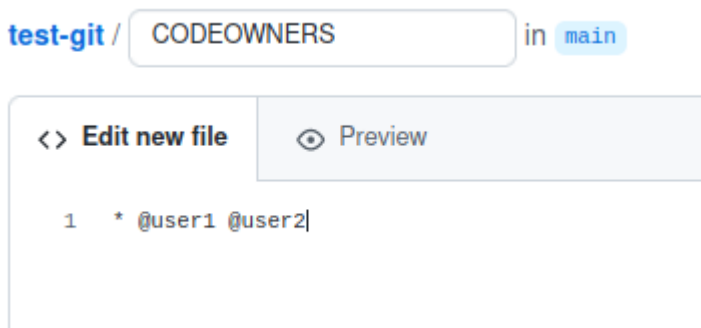 test-git / CODEOWNERS in main
<> Edit new file Preview
1 * @user1 @user2